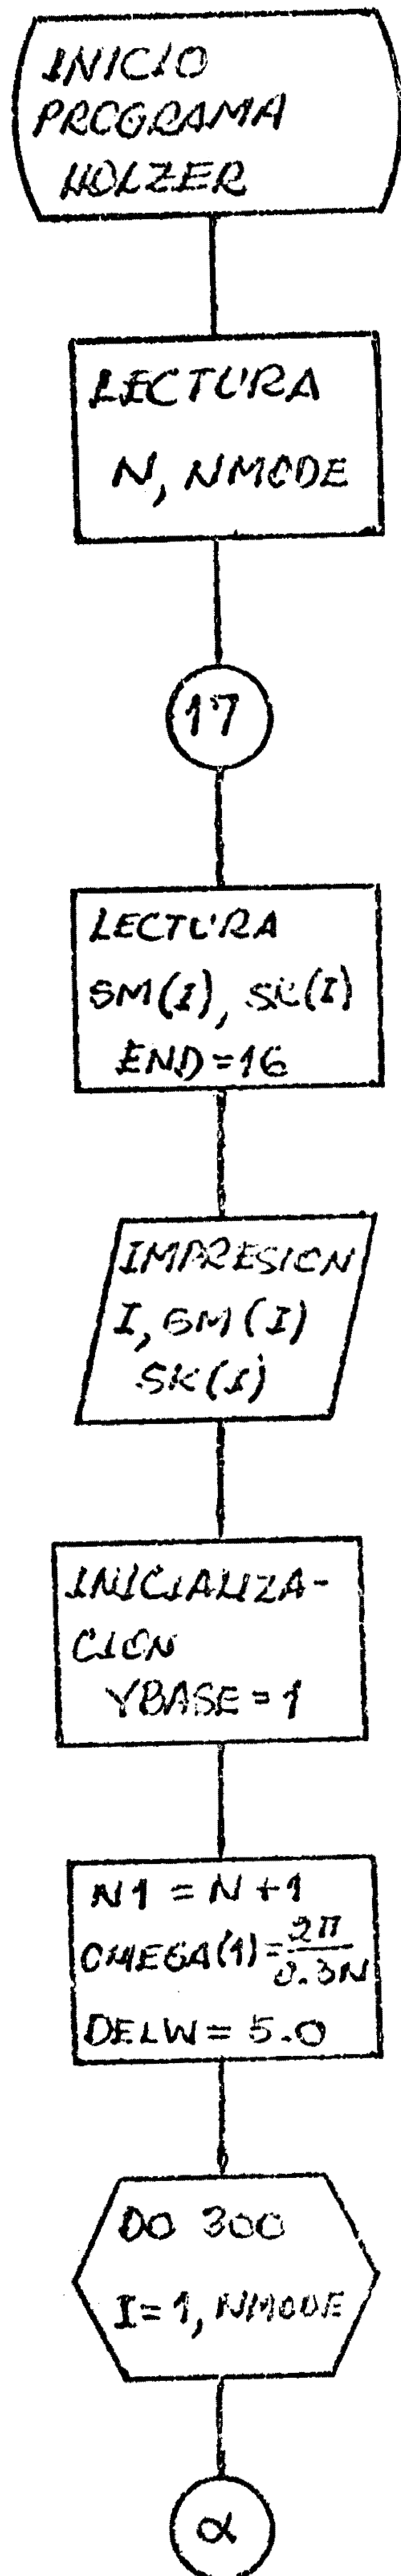 INICIO
PROGRAMA
HOLZER
LECTURA
N, NMODE
17
LECTURA
SM(I), SK(I)
END=16
IMPRESION
I, SM(I)
SK(I)
INICIALIZA-
CION
YBASE = 1
N1 = N+1
OMEGA(1)=2π/0.3N
DELW = 5.0
DO 300
I=1, NMODE
α